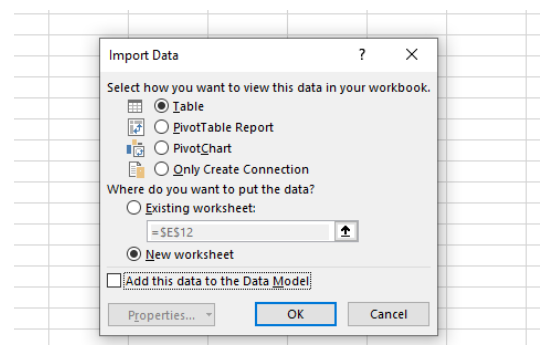 Import Data ? ×
Select how you want to view this data in your workbook.
Table
PivotTable Report
PivotChart
Only Create Connection
Where do you want to put the data?
Existing worksheet:
=$E$12
New worksheet
Add this data to the Data Model
Properties...
OK
Cancel